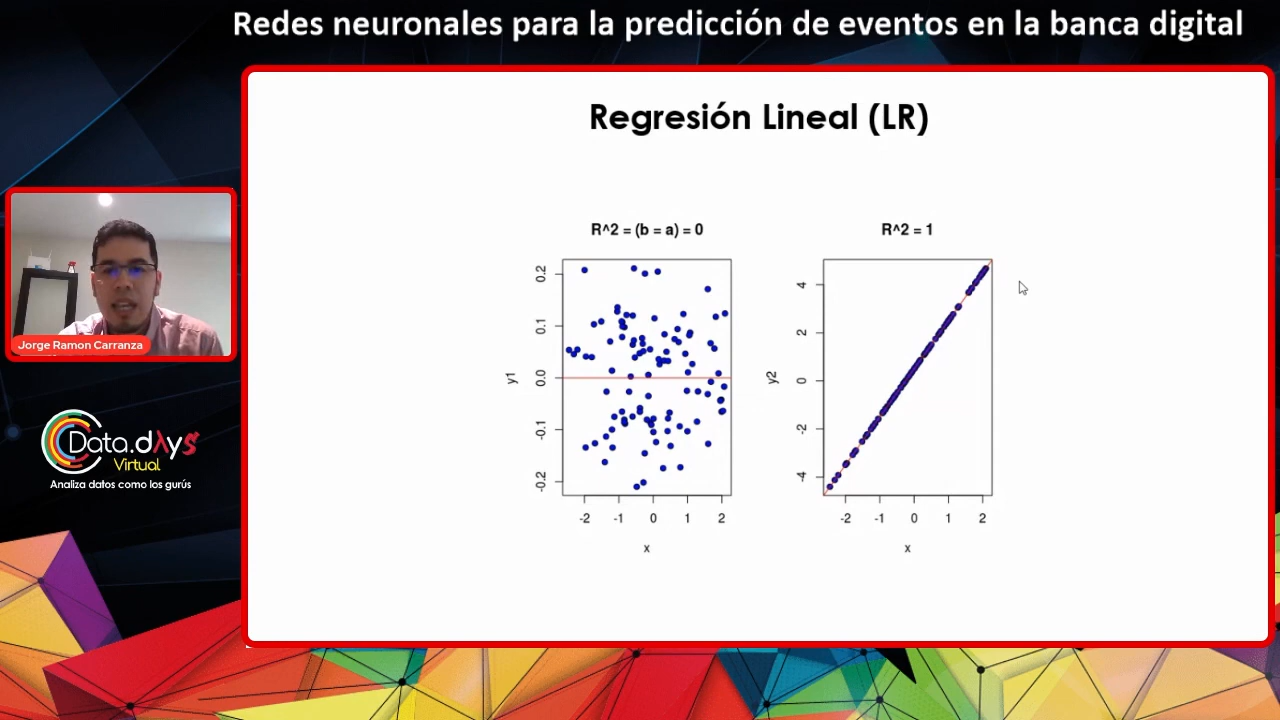 Redes neuronales para la predicción de eventos en la banca digital
Regresión Lineal (LR)
R^2 = (b = a) = 0
R^2 = 1
y1
0.2
0.1
0.0
-0.1
-0.2
-2 -1 0 1 2
x
y2
4
2
0
-2
-4
-2 -1 0 1 2
x
Jorge Ramon Carranza
Data.dAys
Virtual
Analiza datos como los gurús